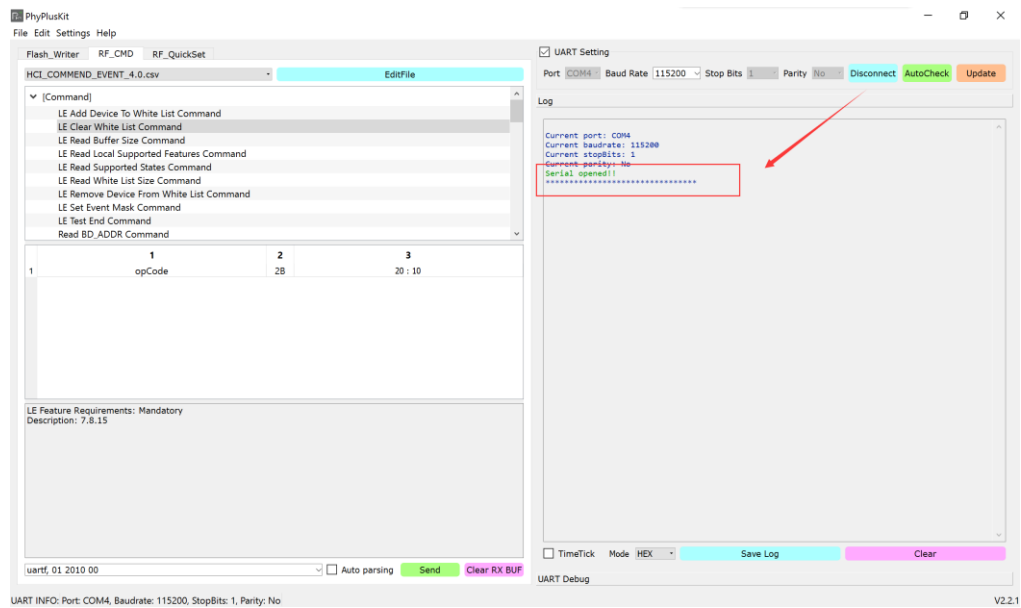 PhyPlusKit
File Edit Settings Help
Flash_Writer RF_CMD RF_QuickSet
HCI_COMMEND_EVENT_4.0.csv EditFile
[Command]
LE Add Device To White List Command
LE Clear White List Command
LE Read Buffer Size Command
LE Read Local Supported Features Command
LE Read Supported States Command
LE Read White List Size Command
LE Remove Device From White List Command
LE Set Event Mask Command
LE Test End Command
Read BD_ADDR Command
1 2 3
1 opCode 2B 20 : 10
LE Feature Requirements: Mandatory
Description: 7.8.15
uartf, 01 2010 00 Auto parsing Send Clear RX BUF
UART Setting
Port COM4 Baud Rate 115200 Stop Bits 1 Parity No Disconnect AutoCheck Update
Log
Current port: COM4
Current baudrate: 115200
Current stopBits: 1
Current parity: No
Serial opened!!
********************************
TimeTick Mode HEX Save Log Clear
UART Debug
UART INFO: Port: COM4, Baudrate: 115200, StopBits: 1, Parity: No V2.2.1